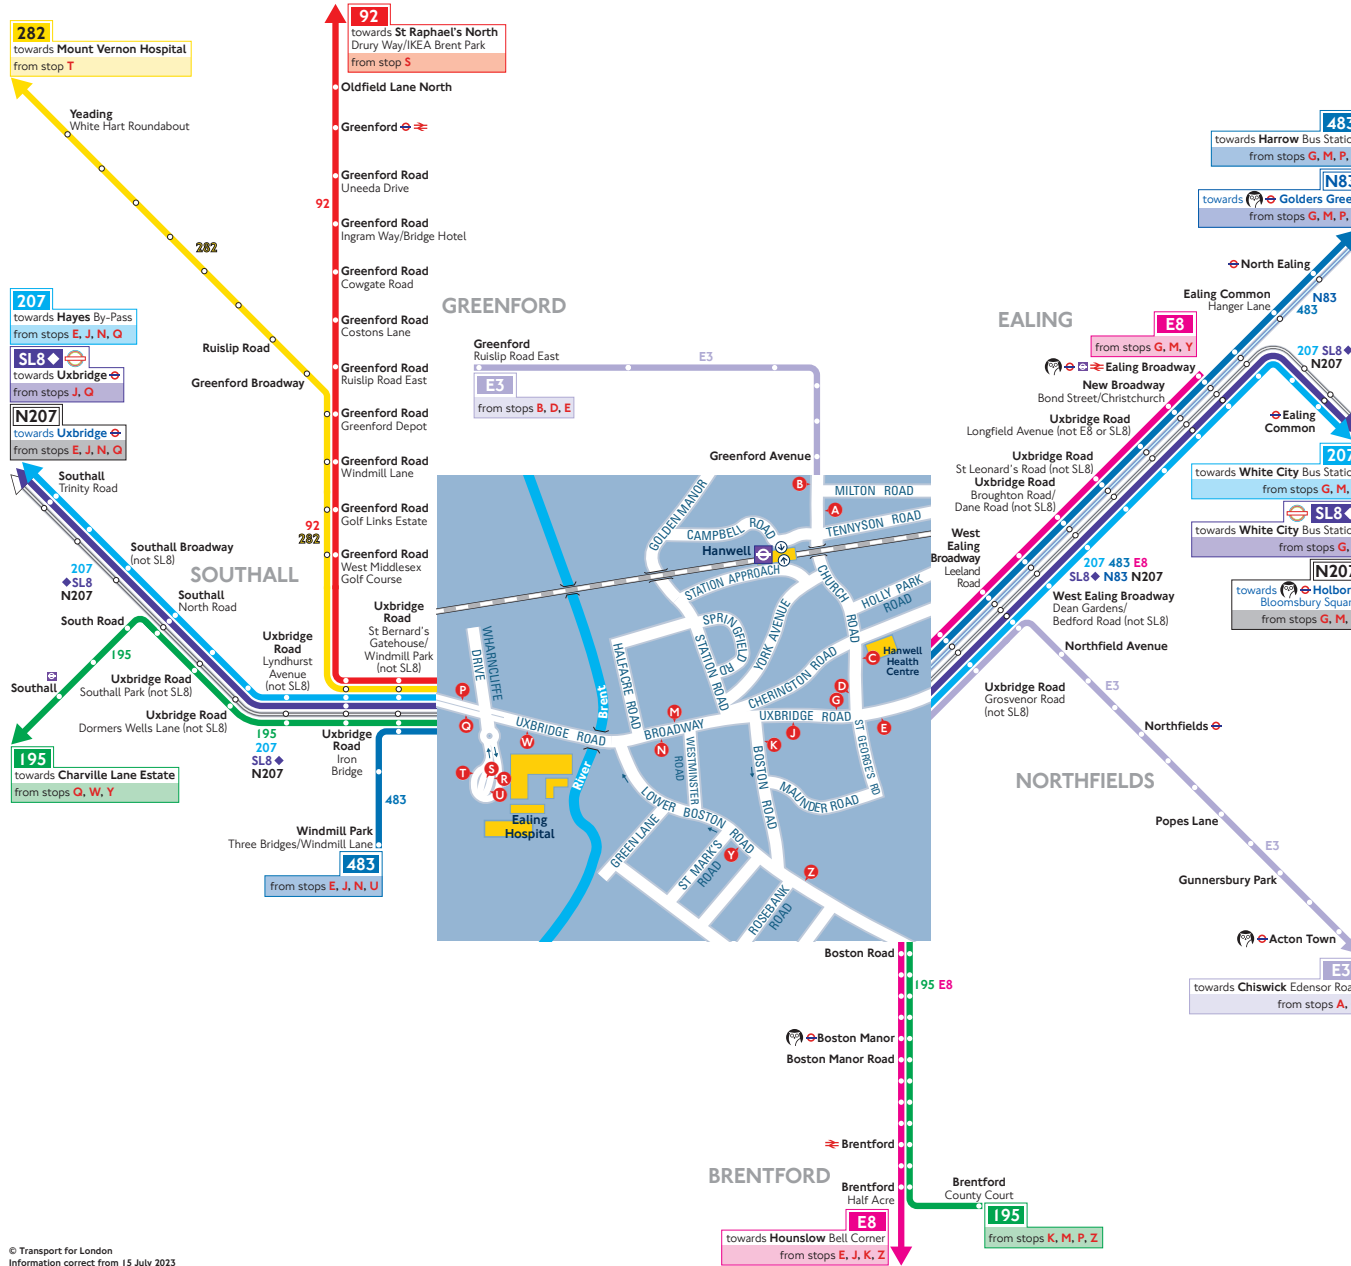 282
towards Mount Vernon Hospital
from stop T
Yeading
White Hart Roundabout
282
Ruislip Road
Greenford Broadway
92
towards St Raphael's North
Drury Way/IKEA Brent Park
from stop S
Oldfield Lane North
Greenford
Greenford Road
Uneeda Drive
92
Greenford Road
Ingram Way/Bridge Hotel
Greenford Road
Cowgate Road
Greenford Road
Costons Lane
Greenford Road
Ruislip Road East
Greenford Road
Greenford Depot
Greenford Road
Windmill Lane
Greenford Road
Golf Links Estate
92
282
Greenford Road
West Middlesex
Golf Course
Uxbridge
Road
St Bernard's
Gatehouse/
Windmill Park
(not SL8)
GREENFORD
Greenford
Ruislip Road East
E3
E3
from stops B, D, E
Greenford Avenue
207
towards Hayes By-Pass
from stops E, J, N, Q
SL8
towards Uxbridge
from stops J, Q
N207
towards Uxbridge
from stops E, J, N, Q
Southall
Trinity Road
Southall Broadway
(not SL8)
SOUTHALL
207
SL8
N207
Southall
North Road
South Road
195
Southall
Uxbridge
Road
Lyndhurst
Avenue
(not SL8)
Uxbridge Road
Southall Park (not SL8)
Uxbridge Road
Dormers Wells Lane (not SL8)
195
207
SL8
N207
195
towards Charville Lane Estate
from stops Q, W, Y
Uxbridge
Road
Iron
Bridge
483
Windmill Park
Three Bridges/Windmill Lane
483
from stops E, J, N, U
B
MILTON ROAD
A
TENNYSON ROAD
GOLDEN MANOR
CAMPBELL ROAD
Hanwell
STATION APPROACH
CHURCH
ROAD
HOLLY PARK
ROAD
SPRINGFIELD
RD
STATION ROAD
YORK AVENUE
CHERINGTON ROAD
Hanwell
Health
Centre
C
D
G
E
HALFACRE ROAD
WHARNCLIFFE
DRIVE
P
Q
UXBRIDGE ROAD
W
Brent
River
BROADWAY
M
N
UXBRIDGE ROAD
J
K
WESTMINSTER
ROAD
BOSTON ROAD
ST GEORGE'S RD
MAUNDER ROAD
T
S
R
U
Ealing
Hospital
LOWER BOSTON ROAD
GREEN LANE
ST MARK'S
ROAD
Y
Z
ROSEBANK
ROAD
EALING
E8
from stops G, M, Y
Ealing Broadway
New Broadway
Bond Street/Christchurch
Uxbridge Road
Longfield Avenue (not E8 or SL8)
Uxbridge Road
St Leonard's Road (not SL8)
Uxbridge Road
Broughton Road/
Dane Road (not SL8)
West
Ealing
Broadway
Leeland
Road
207 483 E8
SL8 N83 N207
West Ealing Broadway
Dean Gardens/
Bedford Road (not SL8)
Uxbridge Road
Grosvenor Road
(not SL8)
483
towards Harrow Bus Statio
from stops G, M, P,
N83
towards Golders Gree
from stops G, M, P,
North Ealing
Ealing Common
Hanger Lane
N83
483
207 SL8
N207
Ealing
Common
207
towards White City Bus Statio
from stops G, M,
SL8
towards White City Bus Statio
from stops G,
N207
towards Holbor
Bloomsbury Squar
from stops G, M,
Northfield Avenue
E3
Northfields
NORTHFIELDS
Popes Lane
E3
Gunnersbury Park
Acton Town
E3
towards Chiswick Edensor Roa
from stops A,
Boston Road
195 E8
Boston Manor
Boston Manor Road
Brentford
BRENTFORD
Brentford
Half Acre
Brentford
County Court
E8
towards Hounslow Bell Corner
from stops E, J, K, Z
195
from stops K, M, P, Z
© Transport for London
Information correct from 15 July 2023